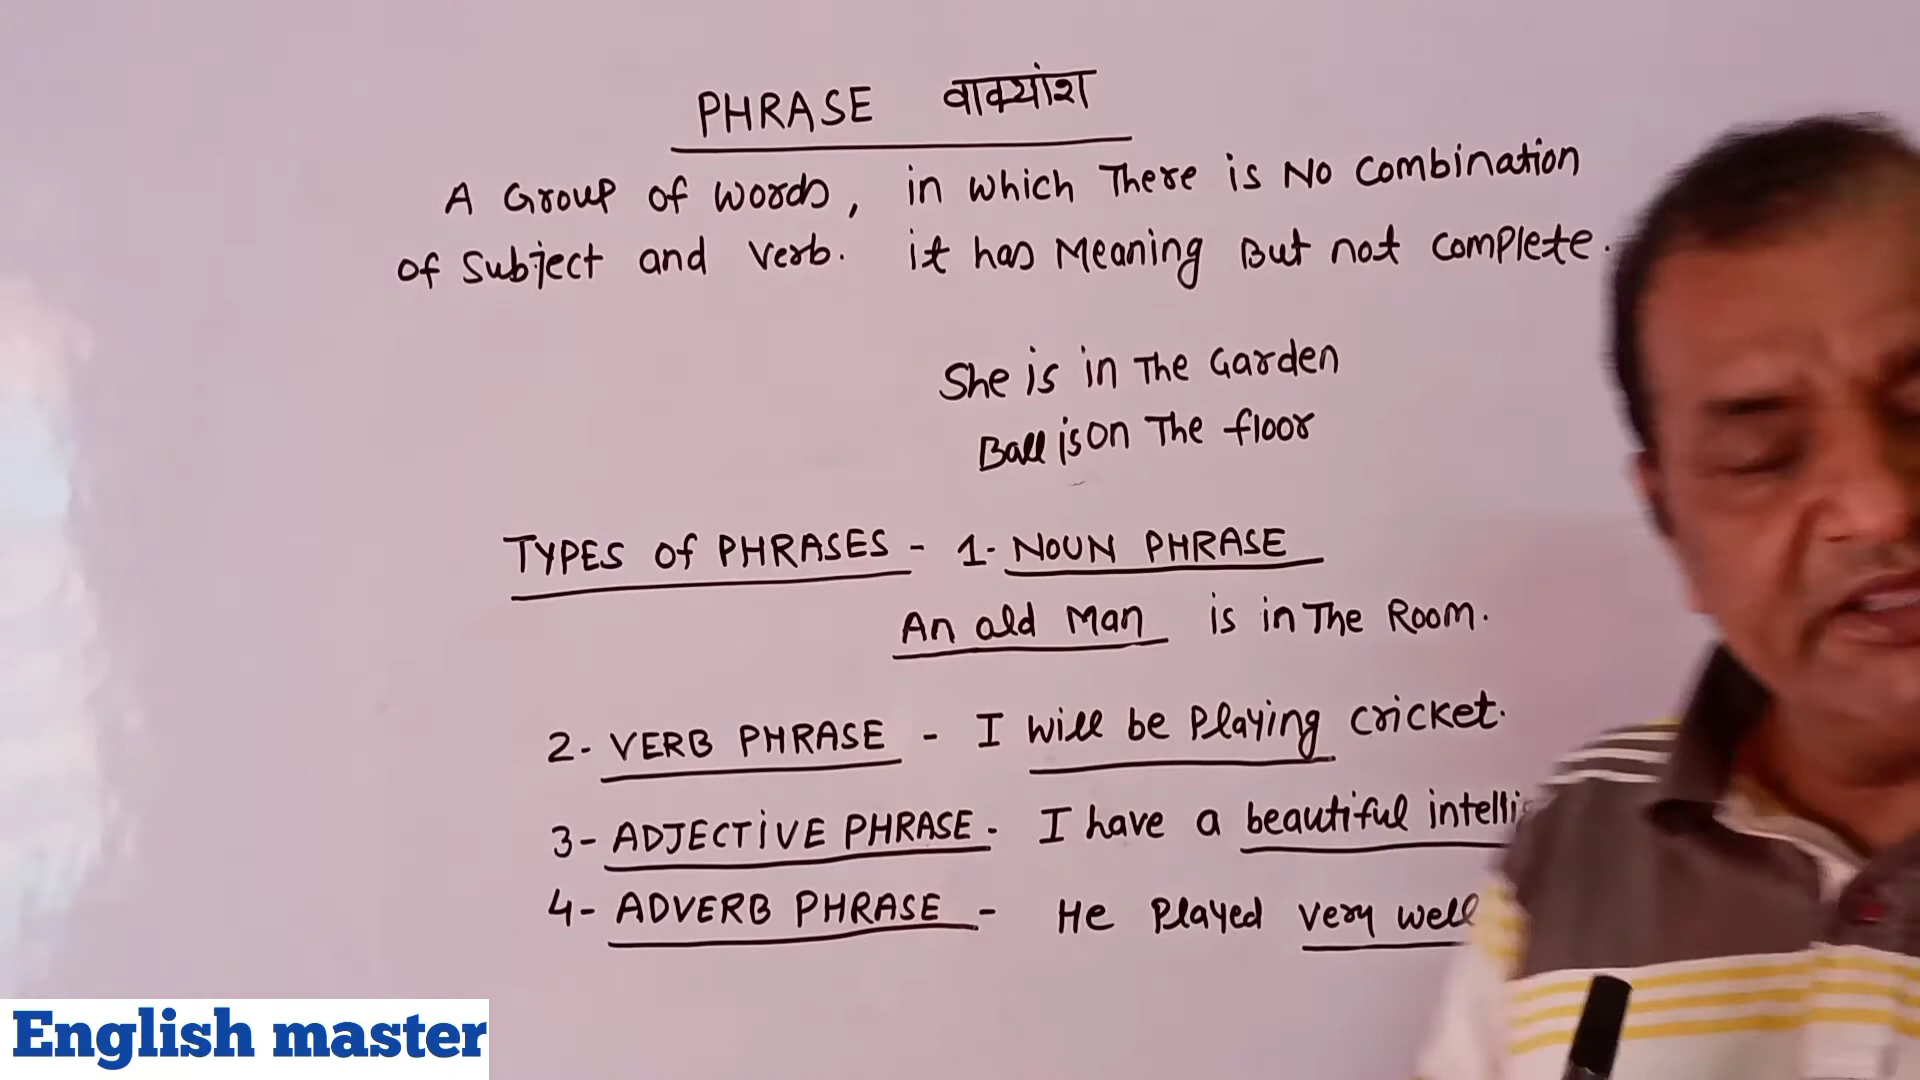 PHRASE वाक्यांश
A Group of words, in which There is No combination
of Subject and verb. it has Meaning But not complete.
She is in The Garden
Ball is on The floor
TYPES of PHRASES - 1- NOUN PHRASE
An old Man is in The Room.
2- VERB PHRASE - I will be Playing cricket.
3- ADJECTIVE PHRASE - I have a beautiful
4- ADVERB PHRASE - He Played very well
English master